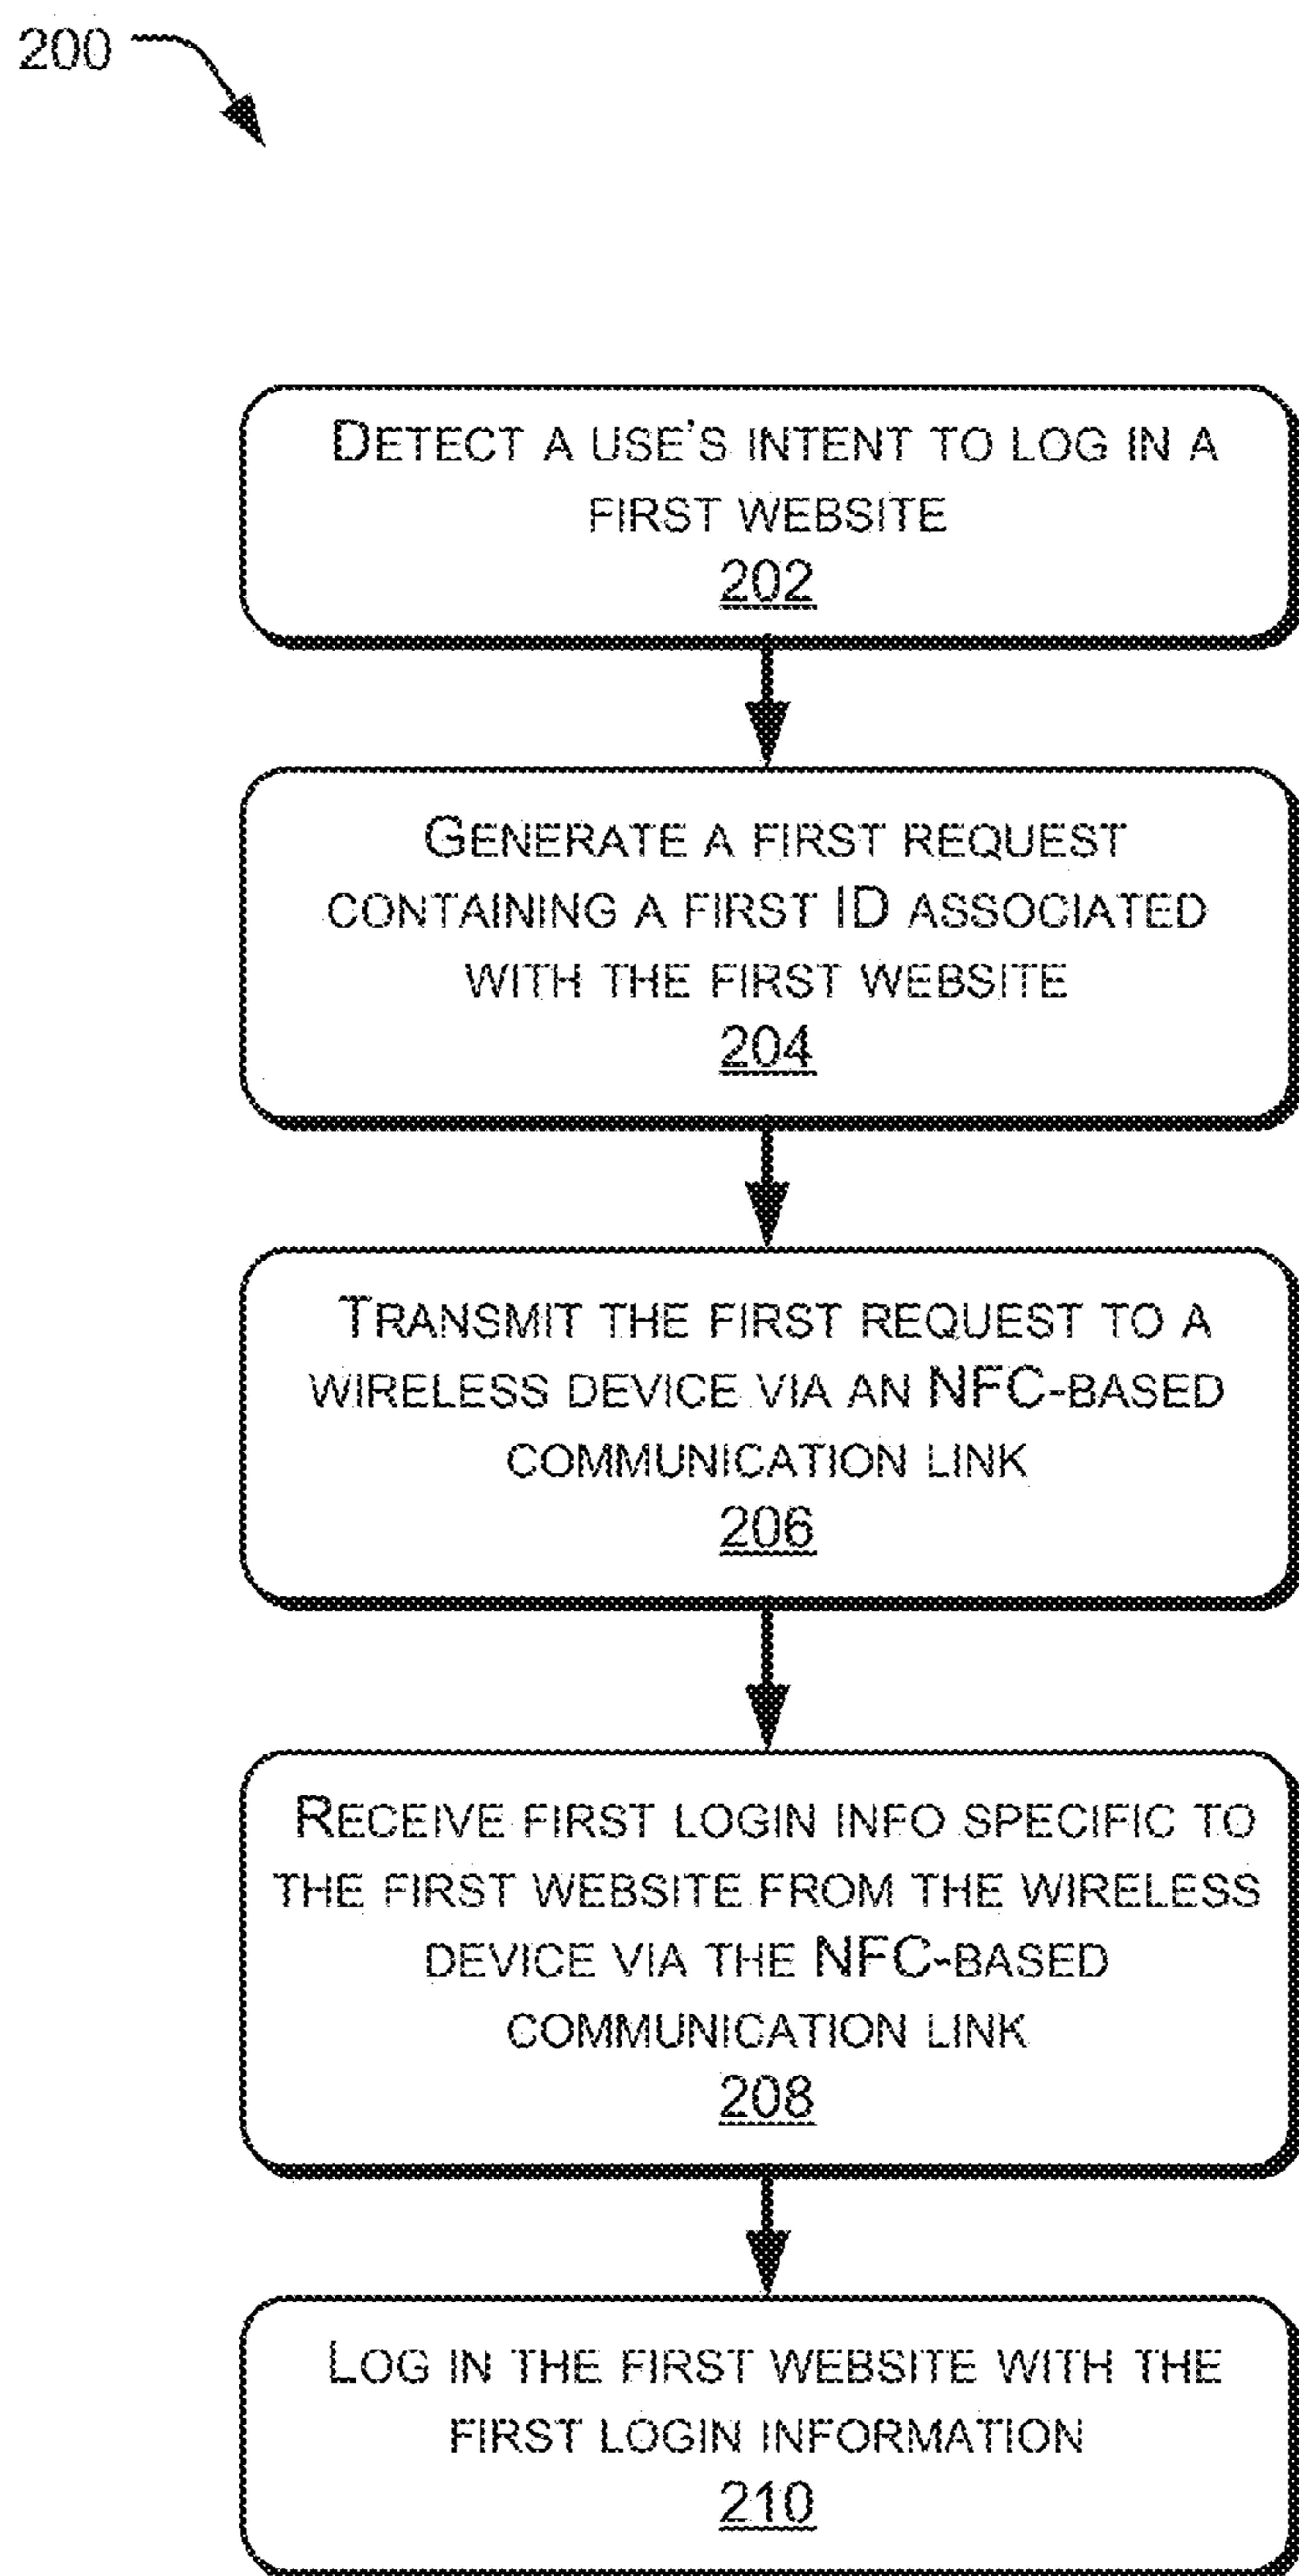 200
DETECT A USE'S INTENT TO LOG IN A
FIRST WEBSITE
202
GENERATE A FIRST REQUEST
CONTAINING A FIRST ID ASSOCIATED
WITH THE FIRST WEBSITE
204
TRANSMIT THE FIRST REQUEST TO A
WIRELESS DEVICE VIA AN NFC-BASED
COMMUNICATION LINK
206
RECEIVE FIRST LOGIN INFO SPECIFIC TO
THE FIRST WEBSITE FROM THE WIRELESS
DEVICE VIA THE NFC-BASED
COMMUNICATION LINK
208
LOG IN THE FIRST WEBSITE WITH THE
FIRST LOGIN INFORMATION
210